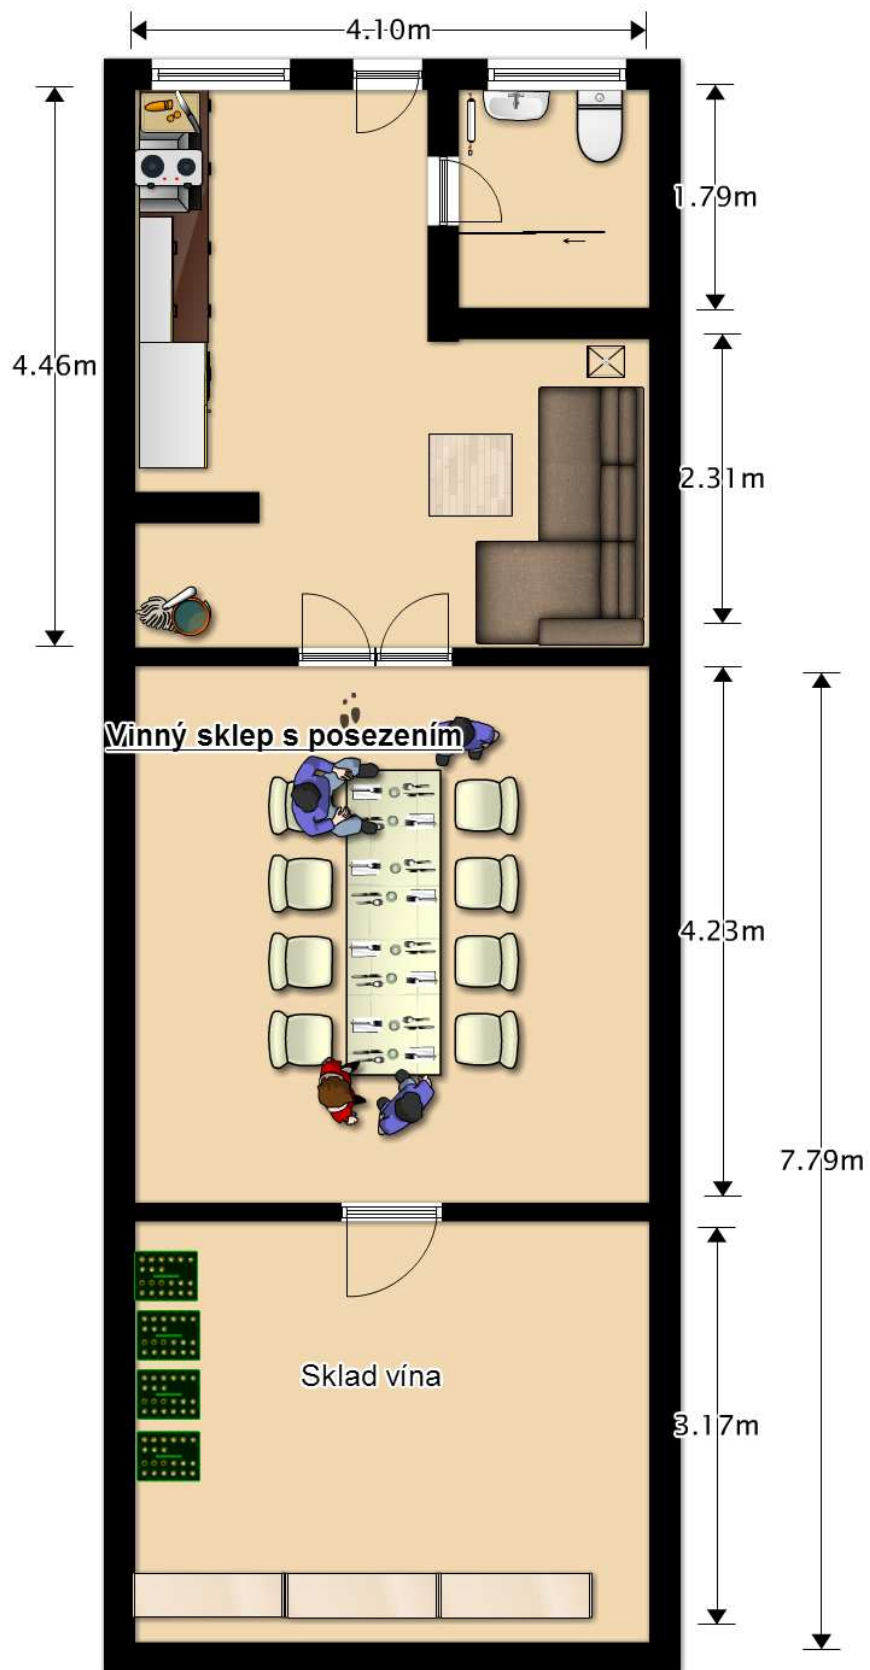 4.10m
1.79m
4.46m
2.31m
Vinný sklep s posezením
4.23m
7.79m
Sklad vína
3.17m